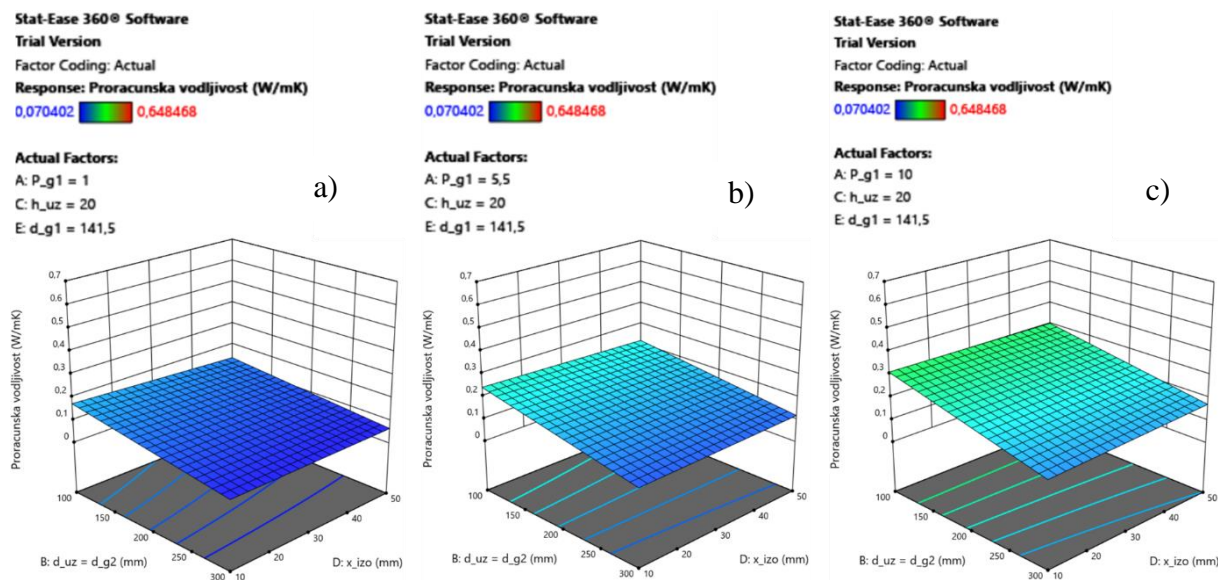 Stat-Ease 360® Software
Trial Version
Factor Coding: Actual
Response: Proracunska vodljivost (W/mK)
0,070402 0,648468
Actual Factors:
A: P_g1 = 1
C: h_uz = 20
E: d_g1 = 141,5
a)
Proracunska vodljivost (W/mK)
0,7
0,6
0,5
0,4
0,3
0,2
0,1
0
100
150
200
250
300
10
20
30
40
50
B: d_uz = d_g2 (mm)
D: x_izo (mm)
Stat-Ease 360® Software
Trial Version
Factor Coding: Actual
Response: Proracunska vodljivost (W/mK)
0,070402 0,648468
Actual Factors:
A: P_g1 = 5,5
C: h_uz = 20
E: d_g1 = 141,5
b)
Proracunska vodljivost (W/mK)
0,7
0,6
0,5
0,4
0,3
0,2
0,1
0
100
150
200
250
300
10
20
30
40
50
B: d_uz = d_g2 (mm)
D: x_izo (mm)
Stat-Ease 360® Software
Trial Version
Factor Coding: Actual
Response: Proracunska vodljivost (W/mK)
0,070402 0,648468
Actual Factors:
A: P_g1 = 10
C: h_uz = 20
E: d_g1 = 141,5
c)
Proracunska vodljivost (W/mK)
0,7
0,6
0,5
0,4
0,3
0,2
0,1
0
100
150
200
250
300
10
20
30
40
50
B: d_uz = d_g2 (mm)
D: x_izo (mm)